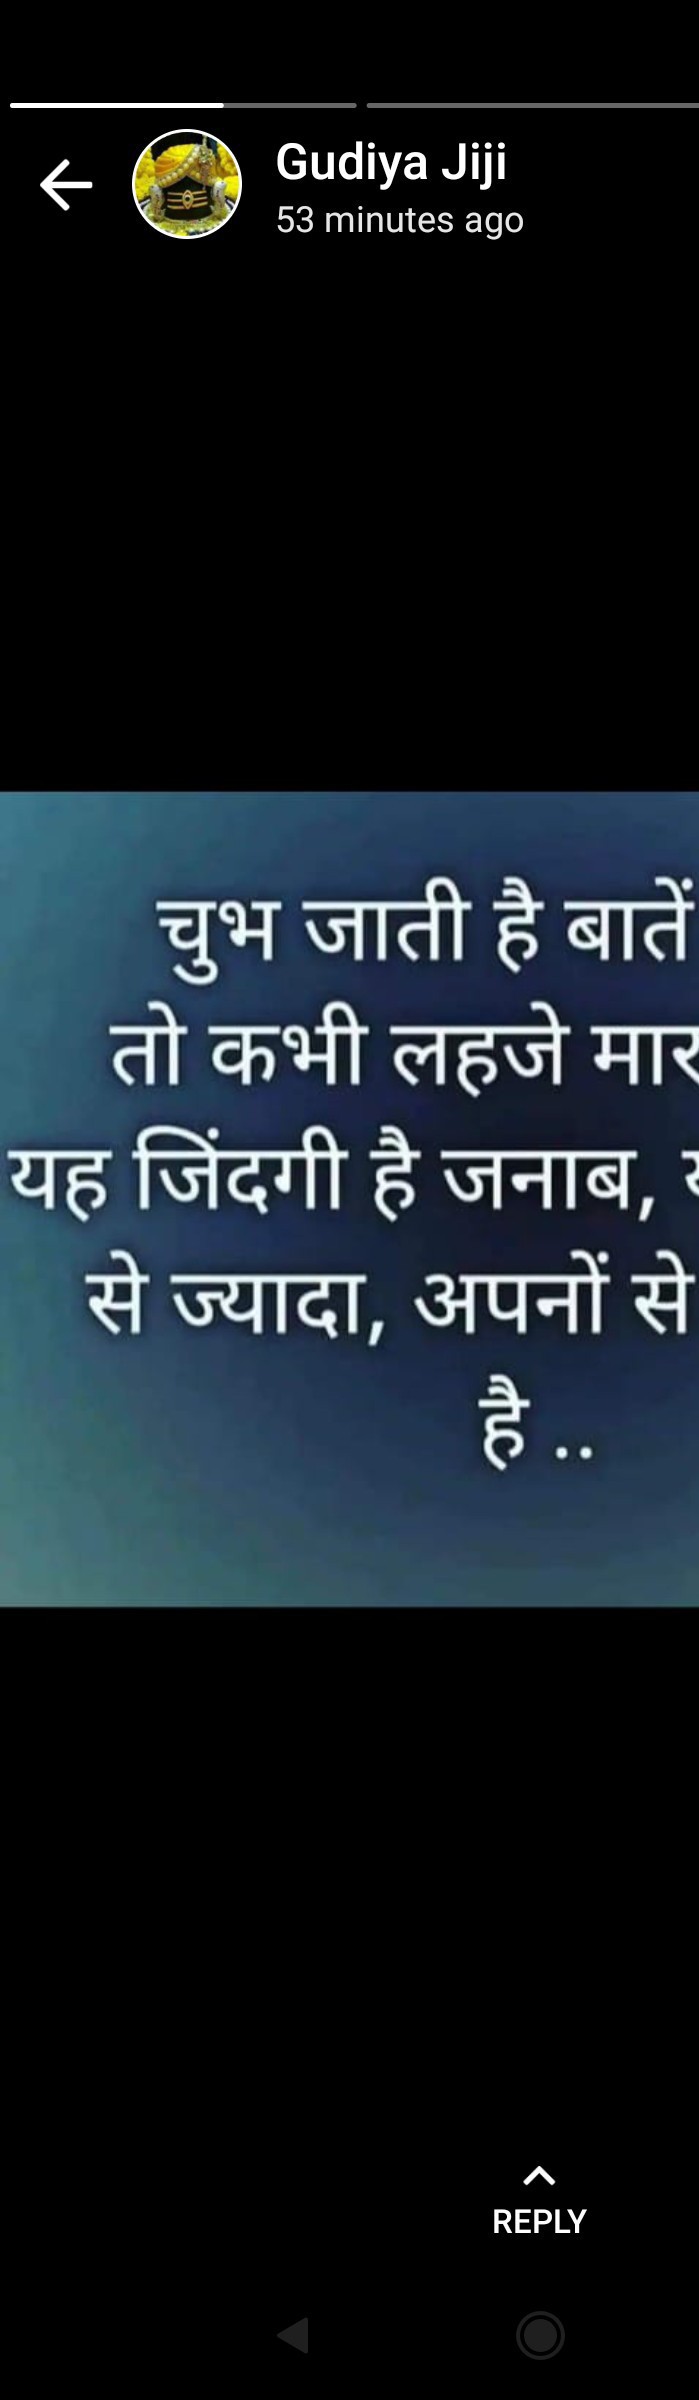 Gudiya Jiji
53 minutes ago
चुभ जाती है बातें
तो कभी लहजे
यह जिंदगी है जनाब,
से ज्यादा, अपनों से
है ..
REPLY